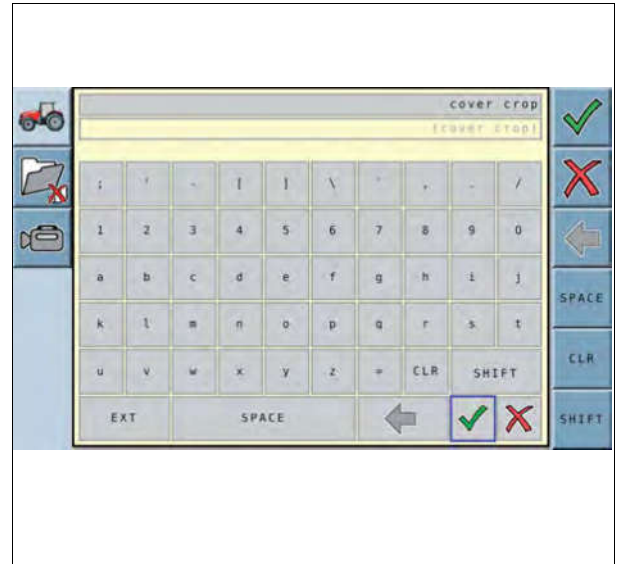 cover crop
(cover crop)
; ' - [ ] \ ` , . /
1 2 3 4 5 6 7 8 9 0
a b c d e f g h i j
SPACE
k l m n o p q r s t
u v w x y z = CLR SHIFT
CLR
EXT SPACE
SHIFT